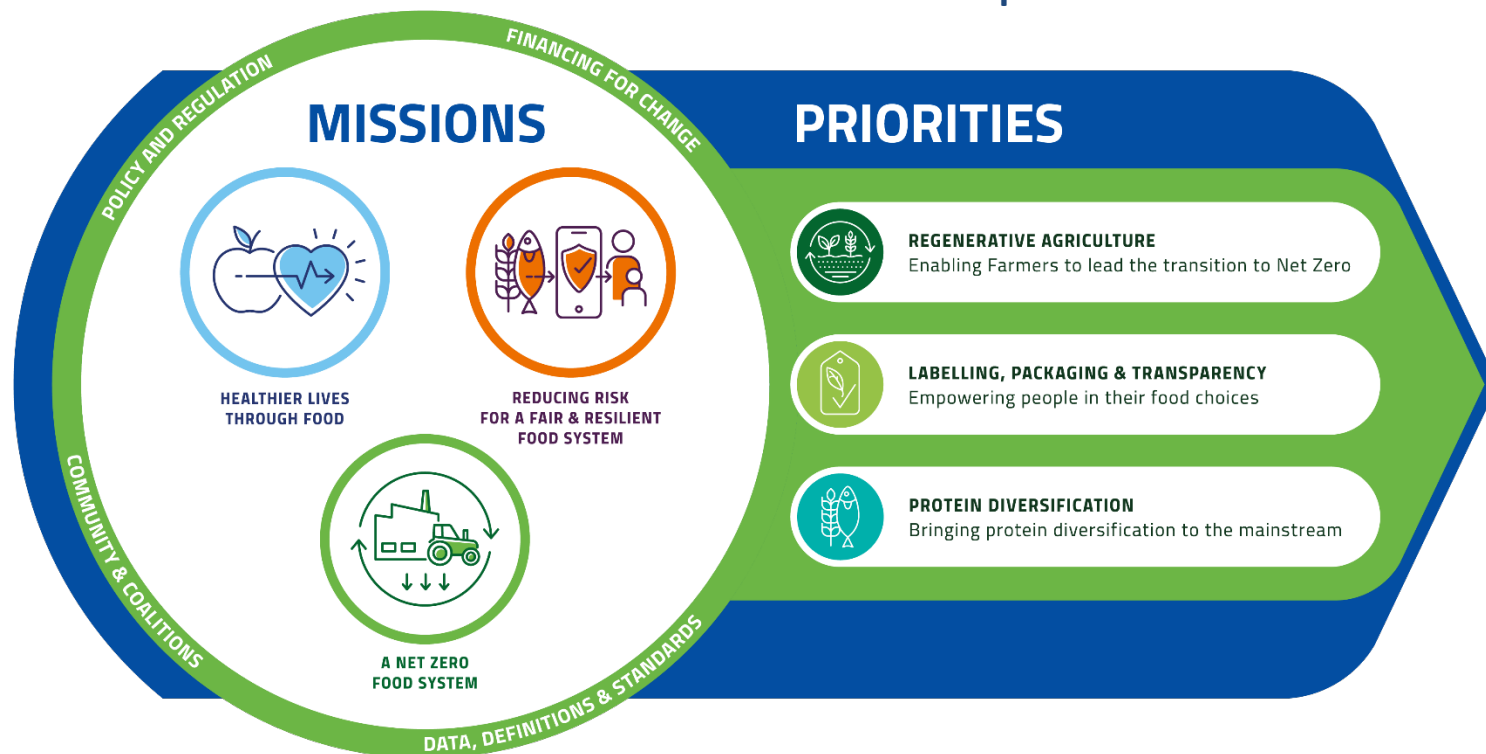 POLICY AND REGULATION
FINANCING FOR CHANGE
COMMUNITY & COALITIONS
DATA, DEFINITIONS & STANDARDS
MISSIONS
HEALTHIER LIVES
THROUGH FOOD
REDUCING RISK
FOR A FAIR & RESILIENT
FOOD SYSTEM
A NET ZERO
FOOD SYSTEM
PRIORITIES
REGENERATIVE AGRICULTURE
Enabling Farmers to lead the transition to Net Zero
LABELLING, PACKAGING & TRANSPARENCY
Empowering people in their food choices
PROTEIN DIVERSIFICATION
Bringing protein diversification to the mainstream